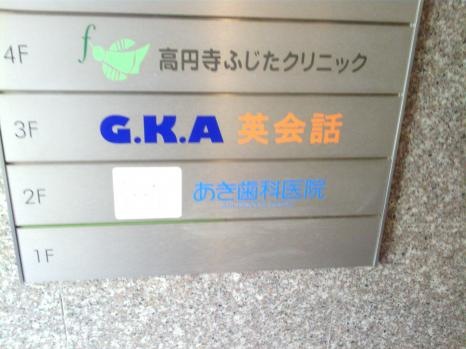 4F f 高円寺ふじたクリニック
3F G.K.A 英会話
2F あき歯科医院
1F